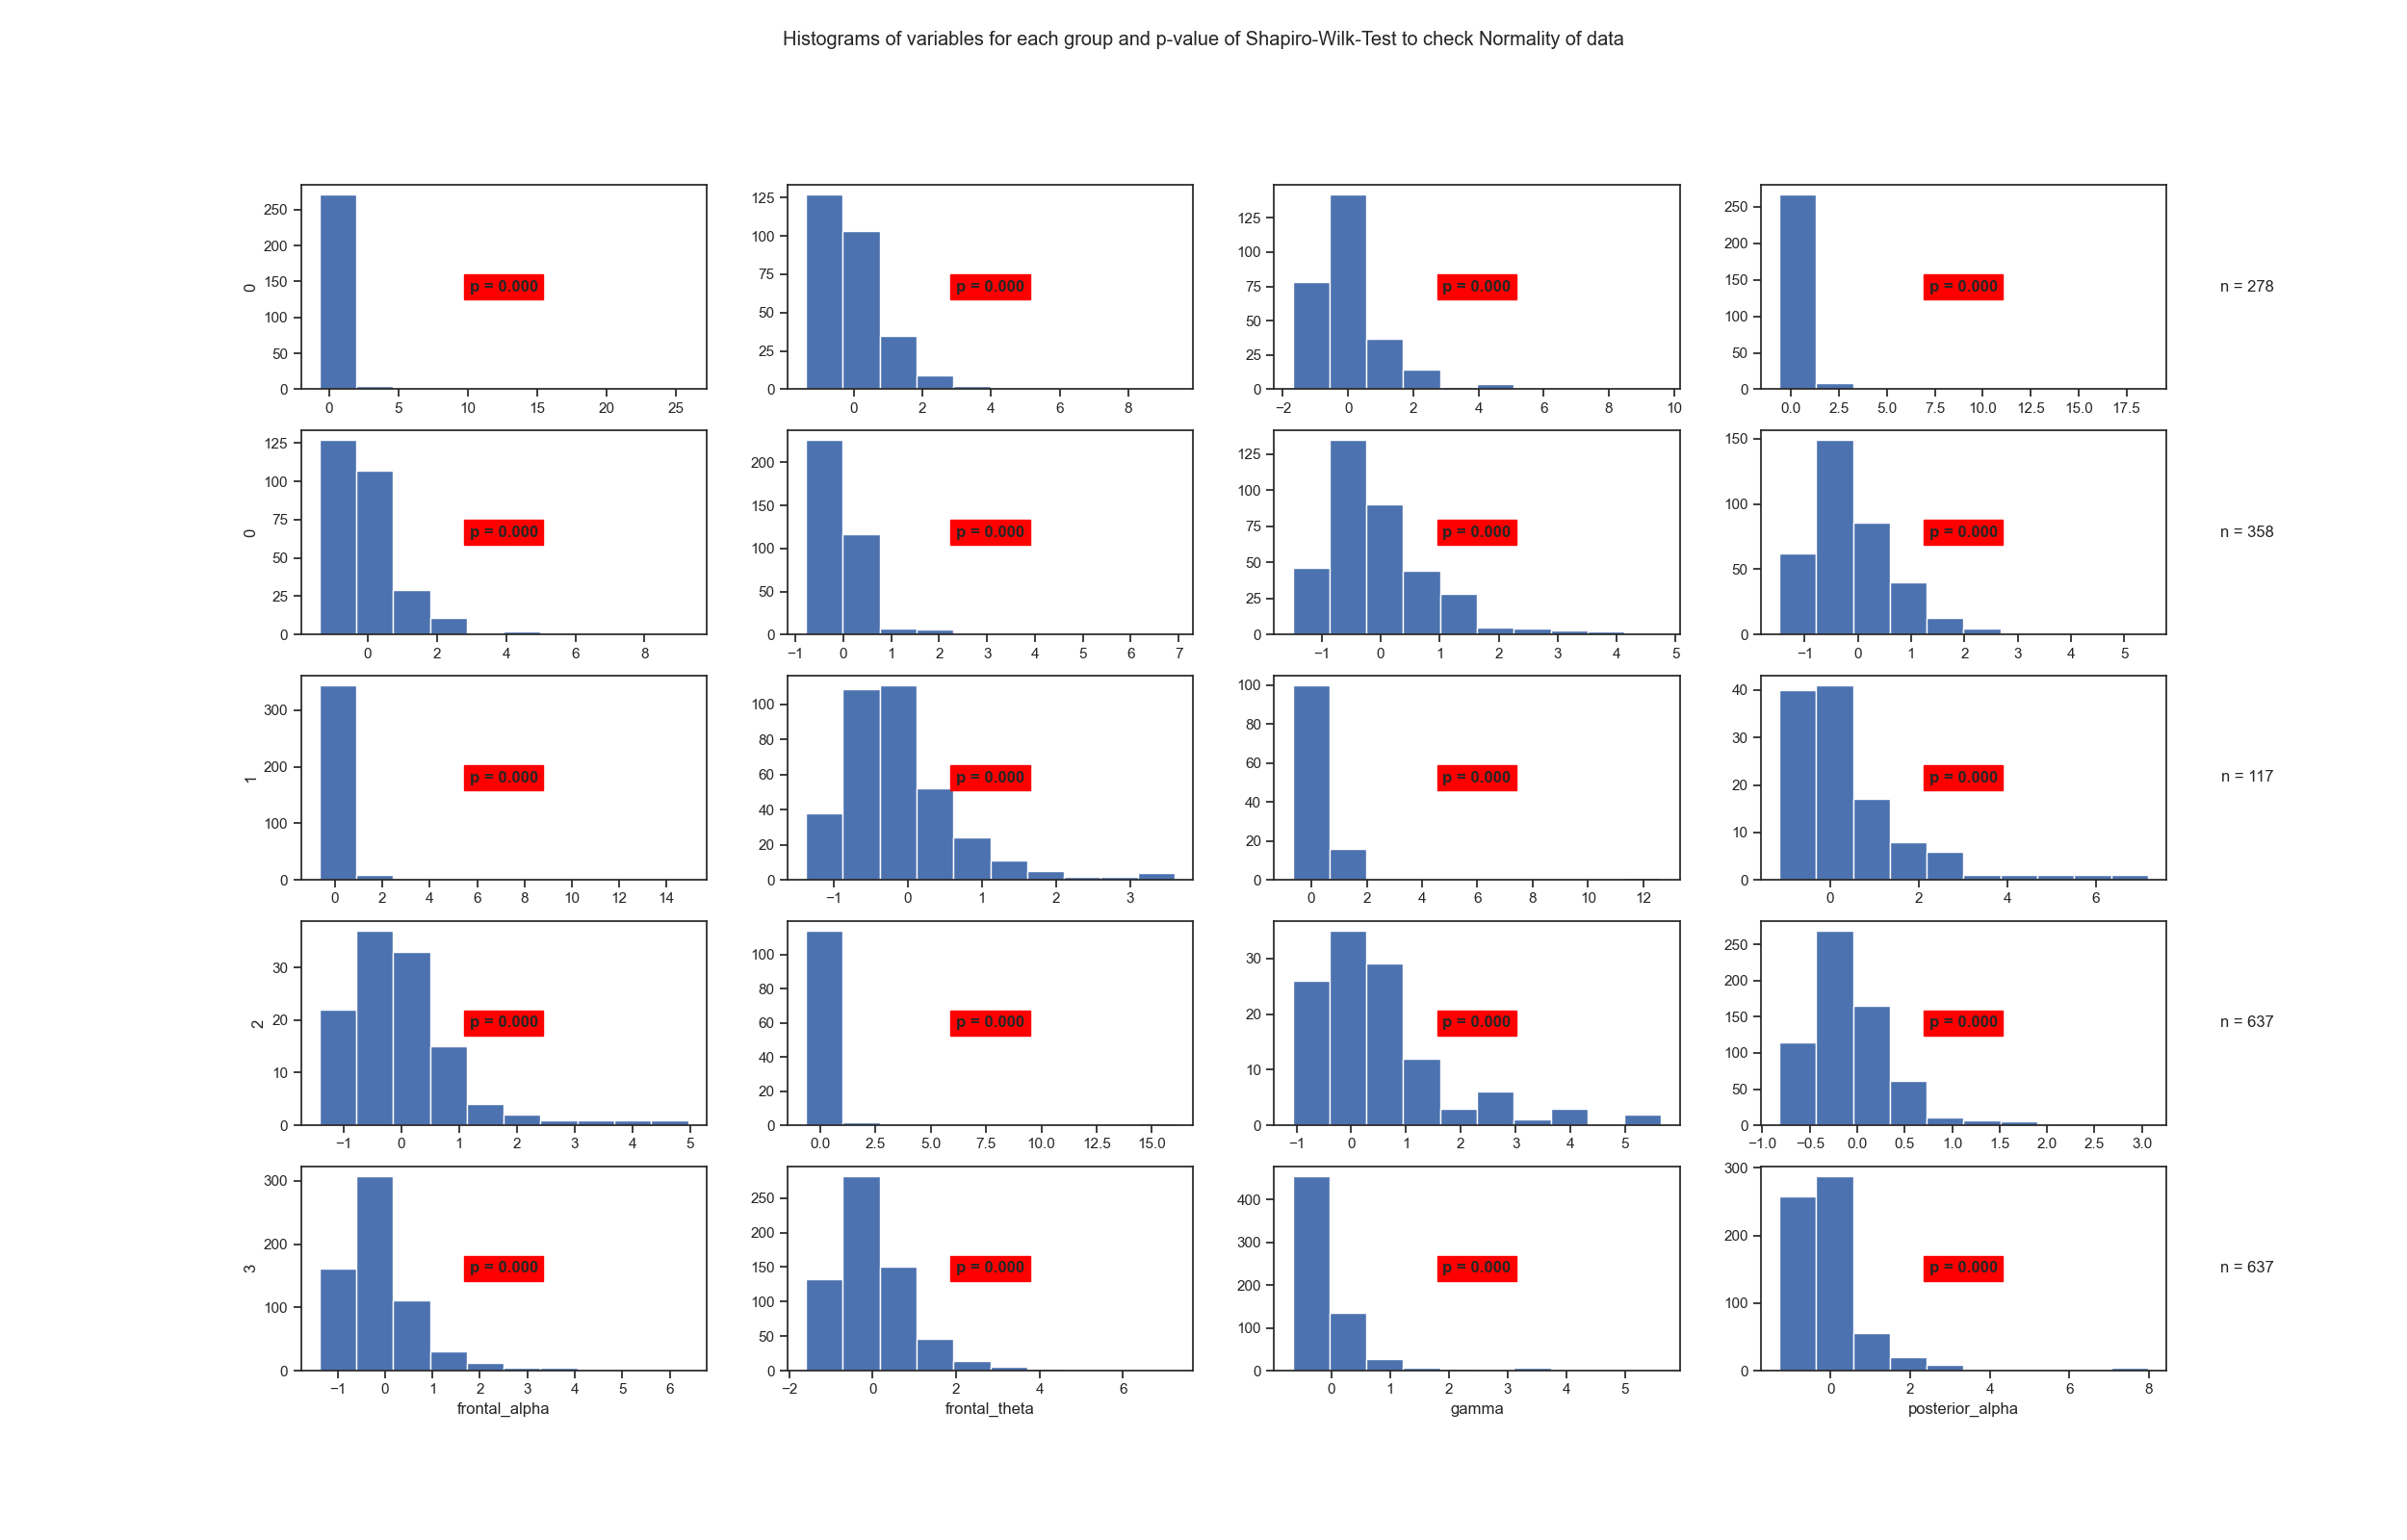 Histograms of variables for each group and p-value of Shapiro-Wilk-Test to check Normality of data
0
250
200
150
100
50
0
p = 0.000
0 5 10 15 20 25
125
100
75
50
25
0
p = 0.000
0 2 4 6 8
125
100
75
50
25
0
p = 0.000
−2 0 2 4 6 8 10
250
200
150
100
50
0
p = 0.000
0.0 2.5 5.0 7.5 10.0 12.5 15.0 17.5
n = 278
0
125
100
75
50
25
0
p = 0.000
0 2 4 6 8
200
150
100
50
0
p = 0.000
−1 0 1 2 3 4 5 6 7
125
100
75
50
25
0
p = 0.000
−1 0 1 2 3 4 5
150
100
50
0
p = 0.000
−1 0 1 2 3 4 5
n = 358
1
300
200
100
0
p = 0.000
0 2 4 6 8 10 12 14
100
80
60
40
20
0
p = 0.000
−1 0 1 2 3
100
80
60
40
20
0
p = 0.000
0 2 4 6 8 10 12
40
30
20
10
0
p = 0.000
0 2 4 6
n = 117
2
30
20
10
0
p = 0.000
−1 0 1 2 3 4 5
100
80
60
40
20
0
p = 0.000
0.0 2.5 5.0 7.5 10.0 12.5 15.0
30
20
10
0
p = 0.000
−1 0 1 2 3 4 5
250
200
150
100
50
0
p = 0.000
−1.0 −0.5 0.0 0.5 1.0 1.5 2.0 2.5 3.0
n = 637
3
300
200
100
0
p = 0.000
−1 0 1 2 3 4 5 6
frontal_alpha
250
200
150
100
50
0
p = 0.000
−2 0 2 4 6
frontal_theta
400
300
200
100
0
p = 0.000
0 1 2 3 4 5
gamma
300
200
100
0
p = 0.000
0 2 4 6 8
posterior_alpha
n = 637